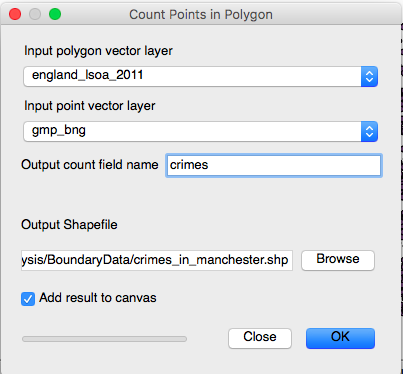 Count Points in Polygon
Input polygon vector layer
england_lsoa_2011
Input point vector layer
gmp_bng
Output count field name crimes
Output Shapefile
ysis/BoundaryData/crimes_in_manchester.shp Browse
Add result to canvas
Close OK